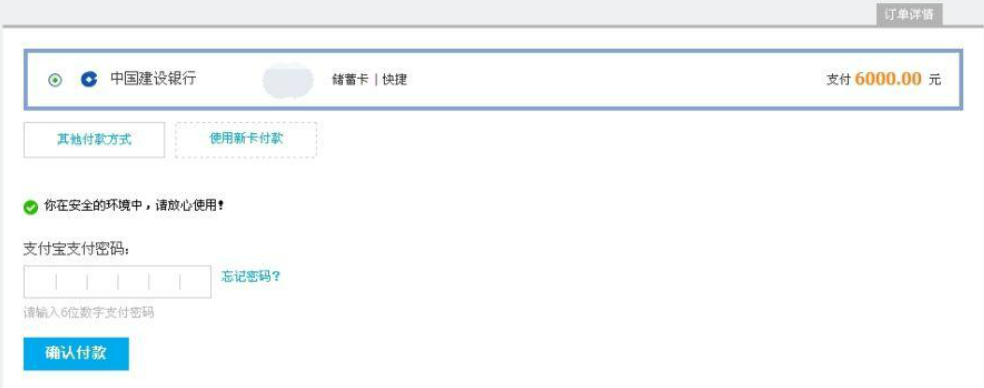 订单详情
中国建设银行 储蓄卡 | 快捷 支付 6000.00 元
其他付款方式 使用新卡付款
你在安全的环境中，请放心使用！
支付宝支付密码：
忘记密码？
请输入6位数字支付密码
确认付款